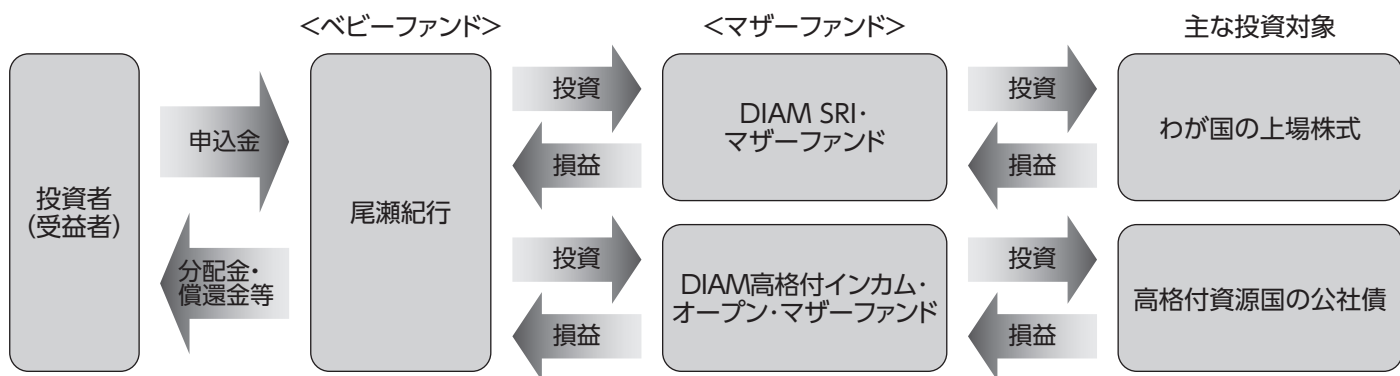 <ベビーファンド>
<マザーファンド>
主な投資対象
投資者
(受益者)
申込金
分配金・
償還金等
尾瀬紀行
投資
損益
DIAM SRI・
マザーファンド
投資
損益
わが国の上場株式
投資
損益
DIAM高格付インカム・
オープン・マザーファンド
投資
損益
高格付資源国の公社債